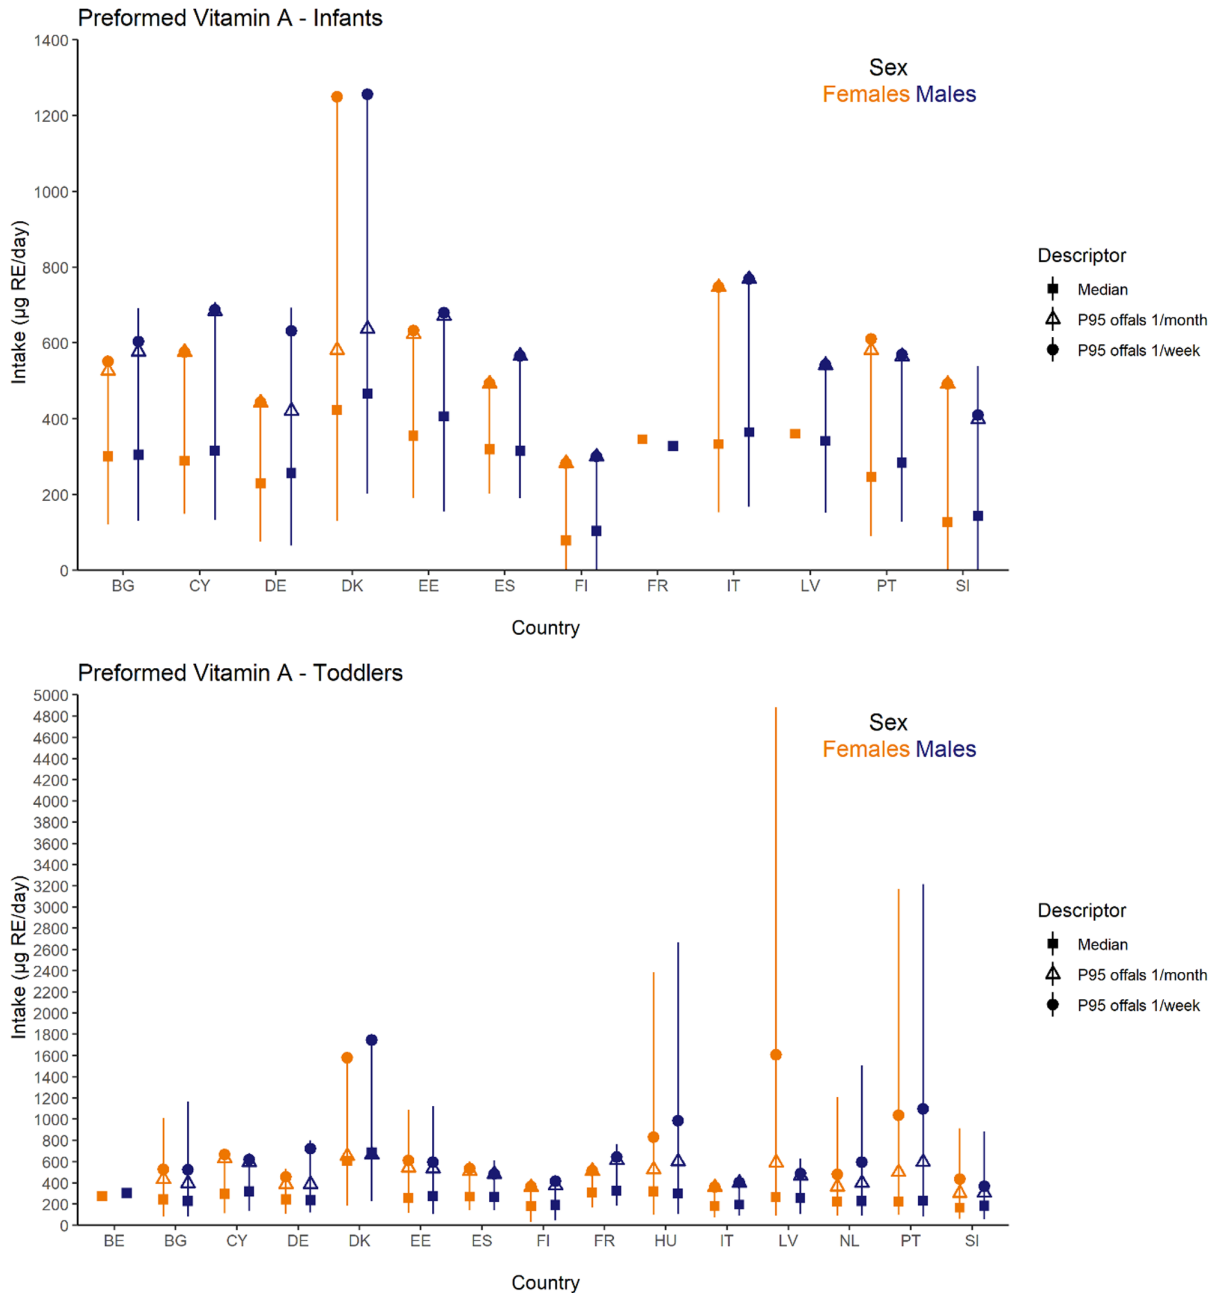 Preformed Vitamin A - Infants
1400
1200
1000
800
600
400
200
0
Intake (µg RE/day)
Sex
Females Males
Descriptor
Median
P95 offals 1/month
P95 offals 1/week
BG CY DE DK EE ES FI FR IT LV PT SI
Country
Preformed Vitamin A - Toddlers
5000
4800
4600
4400
4200
4000
3800
3600
3400
3200
3000
2800
2600
2400
2200
2000
1800
1600
1400
1200
1000
800
600
400
200
0
Intake (µg RE/day)
Sex
Females Males
Descriptor
Median
P95 offals 1/month
P95 offals 1/week
BE BG CY DE DK EE ES FI FR HU IT LV NL PT SI
Country